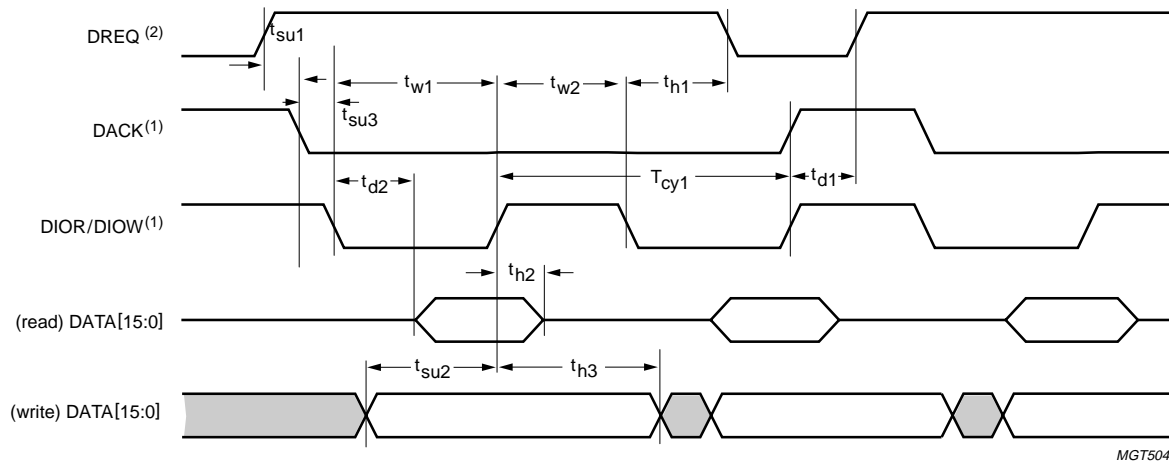 DREQ (2)
tsu1
tw1
tw2
th1
tsu3
DACK(1)
td2
Tcy1
td1
DIOR/DIOW(1)
th2
(read) DATA[15:0]
tsu2
th3
(write) DATA[15:0]
MGT504